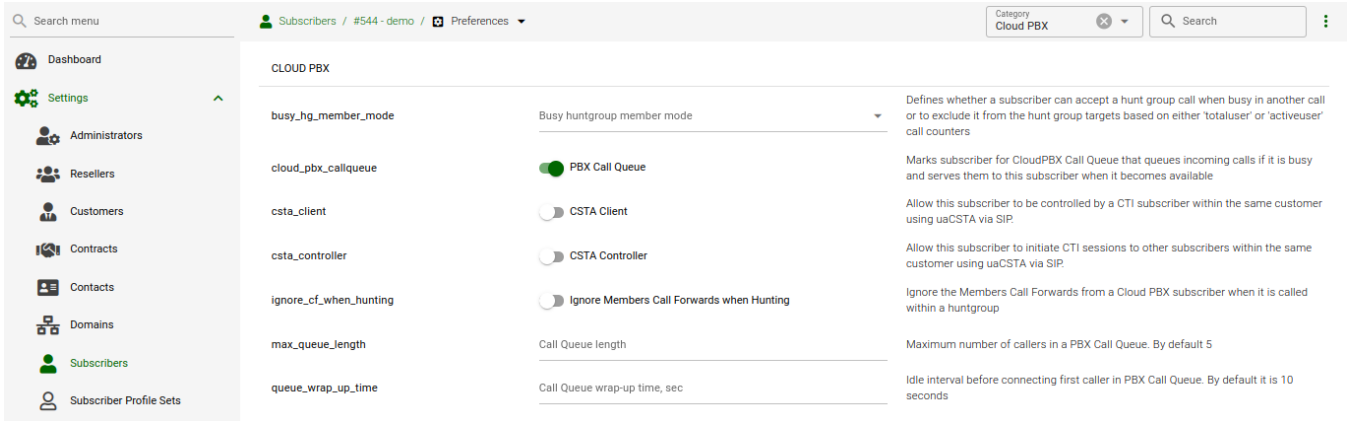 Search menu
Subscribers / #544 - demo / Preferences
Category
Cloud PBX
Search
Dashboard
Settings
Administrators
Resellers
Customers
Contracts
Contacts
Domains
Subscribers
Subscriber Profile Sets
CLOUD PBX
busy_hg_member_mode
Busy huntgroup member mode
Defines whether a subscriber can accept a hunt group call when busy in another call
or to exclude it from the hunt group targets based on either 'totaluser' or 'activeuser'
call counters
cloud_pbx_callqueue
PBX Call Queue
Marks subscriber for CloudPBX Call Queue that queues incoming calls if it is busy
and serves them to this subscriber when it becomes available
csta_client
CSTA Client
Allow this subscriber to be controlled by a CTI subscriber within the same customer
using uaCSTA via SIP.
csta_controller
CSTA Controller
Allow this subscriber to initiate CTI sessions to other subscribers within the same
customer using uaCSTA via SIP.
ignore_cf_when_hunting
Ignore Members Call Forwards when Hunting
Ignore the Members Call Forwards from a Cloud PBX subscriber when it is called
within a huntgroup
max_queue_length
Call Queue length
Maximum number of callers in a PBX Call Queue. By default 5
queue_wrap_up_time
Call Queue wrap-up time, sec
Idle interval before connecting first caller in PBX Call Queue. By default it is 10
seconds